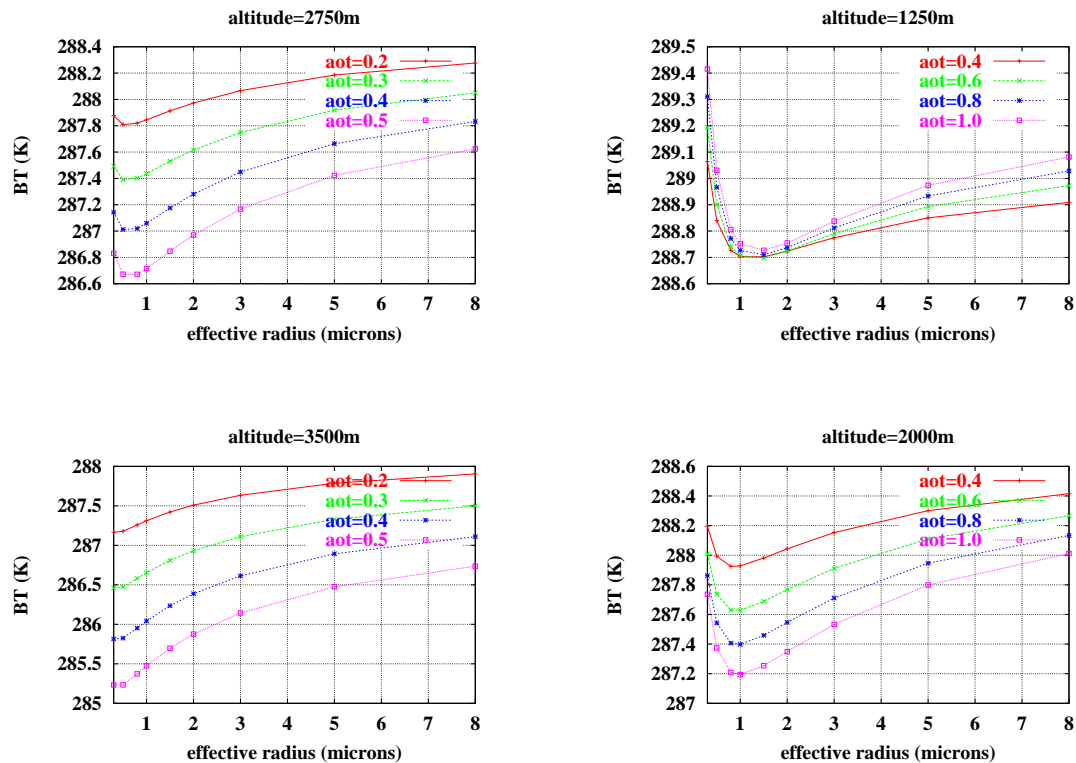 altitude=2750m
288.4
288.2
288
287.8
287.6
287.4
287.2
287
286.8
286.6
BT (K)
aot=0.2
aot=0.3
aot=0.4
aot=0.5
1 2 3 4 5 6 7 8
effective radius (microns)
altitude=1250m
289.5
289.4
289.3
289.2
289.1
289
288.9
288.8
288.7
288.6
BT (K)
aot=0.4
aot=0.6
aot=0.8
aot=1.0
1 2 3 4 5 6 7 8
effective radius (microns)
altitude=3500m
288
287.5
287
286.5
286
285.5
285
BT (K)
aot=0.2
aot=0.3
aot=0.4
aot=0.5
1 2 3 4 5 6 7 8
effective radius (microns)
altitude=2000m
288.6
288.4
288.2
288
287.8
287.6
287.4
287.2
287
BT (K)
aot=0.4
aot=0.6
aot=0.8
aot=1.0
1 2 3 4 5 6 7 8
effective radius (microns)